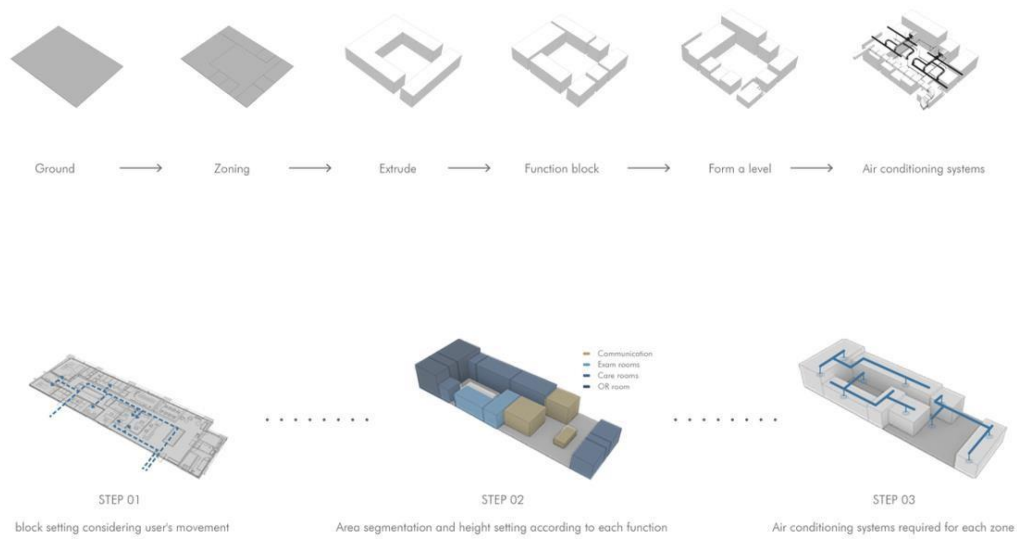 Ground
Zoning
Extrude
Function block
Form a level
Air conditioning systems
Communication
Exam rooms
Care rooms
OR room
STEP 01
STEP 02
STEP 03
block setting considering user's movement
Area segmentation and height setting according to each function
Air conditioning systems required for each zone